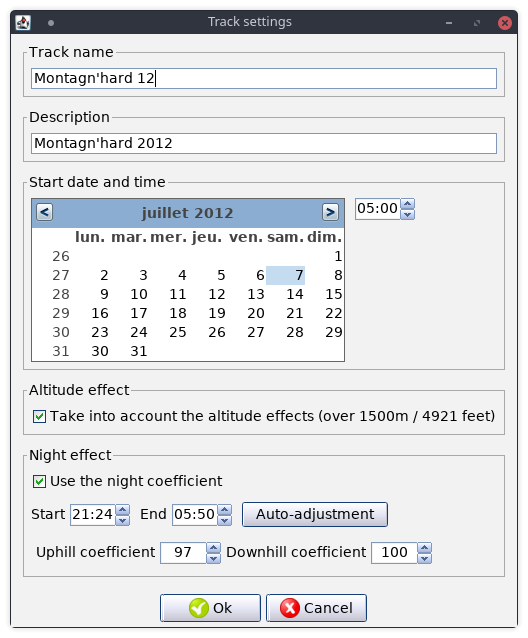 Track settings
Track name
Montagn'hard 12
Description
Montagn'hard 2012
Start date and time
< juillet 2012 > 05:00
lun. mar. mer. jeu. ven. sam. dim.
26 1
27 2 3 4 5 6 7 8
28 9 10 11 12 13 14 15
29 16 17 18 19 20 21 22
30 23 24 25 26 27 28 29
31 30 31
Altitude effect
Take into account the altitude effects (over 1500m / 4921 feet)
Night effect
Use the night coefficient
Start 21:24 End 05:50 Auto-adjustment
Uphill coefficient 97 Downhill coefficient 100
Ok Cancel